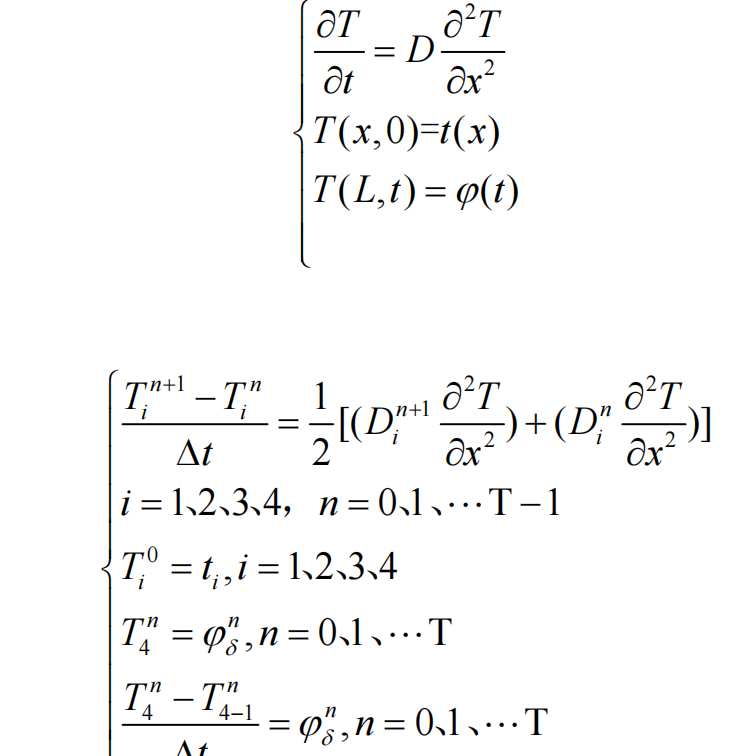 ∂T/∂t = D ∂²T/∂x²
T(x,0)=t(x)
T(L,t) = φ(t)
(T_i^{n+1} − T_i^n)/Δt = 1/2[(D_i^{n+1} ∂²T/∂x²) + (D_i^n ∂²T/∂x²)]
i = 1、2、3、4, n = 0、1、⋯T − 1
T_i^0 = t_i, i = 1、2、3、4
T_4^n = φ_δ^n, n = 0、1、⋯T
(T_4^n − T_{4−1}^n)/Δt = φ_δ^n, n = 0、1、⋯T